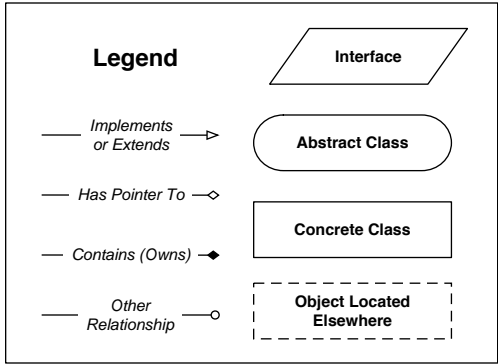 Legend
Interface
Implements
or Extends
Abstract Class
Has Pointer To
Concrete Class
Contains (Owns)
Other
Relationship
Object Located
Elsewhere